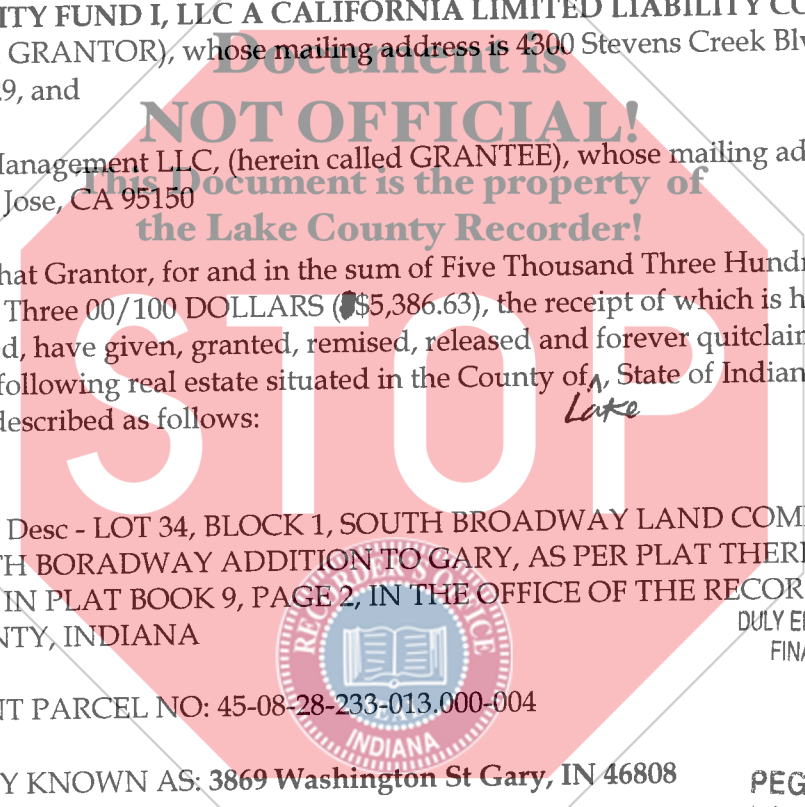 ITY FUND I, LLC A CALIFORNIA LIMITED LIABILITY CO
GRANTOR), whose mailing address is 4300 Stevens Creek Blv
Document is
9, and
NOT OFFICIAL!
Management LLC, (herein called GRANTEE), whose mailing ad
This Document is the property of
Jose, CA 95150
the Lake County Recorder!
hat Grantor, for and in the sum of Five Thousand Three Hundr
Three 00/100 DOLLARS ($5,386.63), the receipt of which is h
d, have given, granted, remised, released and forever quitclaim
following real estate situated in the County of , State of Indian
Lake
described as follows:
STOP
Desc - LOT 34, BLOCK 1, SOUTH BROADWAY LAND COM
TH BORADWAY ADDITION TO GARY, AS PER PLAT THER
IN PLAT BOOK 9, PAGE 2, IN THE OFFICE OF THE RECOR
NTY, INDIANA
DULY E
FINA
RECORDER'S OFFICE
SEAL
INDIANA
NT PARCEL NO: 45-08-28-233-013.000-004
Y KNOWN AS: 3869 Washington St Gary, IN 46808
PEG